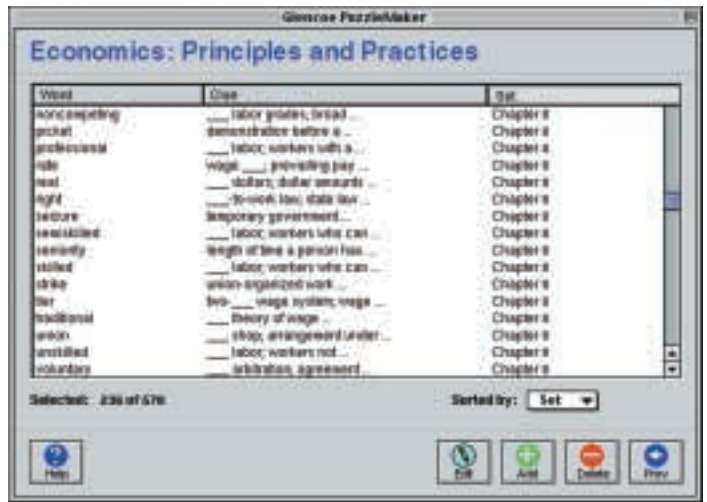 Glencoe PuzzleMaker
Economics: Principles and Practices
Word Clue Set
noncompeting ___ labor grades, broad ... Chapter 8
picket demonstration before a ... Chapter 8
professional ___ labor, workers with a ... Chapter 8
rate wage ___; prevailing pay ... Chapter 8
real ___ dollars; dollar amounts ... Chapter 8
right ___-to-work law; state law ... Chapter 8
seizure temporary government ... Chapter 8
semiskilled ___ labor; workers who can ... Chapter 8
seniority length of time a person has ... Chapter 8
skilled ___ labor; workers who can ... Chapter 8
strike union-organized work ... Chapter 8
tier two-___ wage system; wage ... Chapter 8
traditional ___ theory of wage ... Chapter 8
union ___ shop; arrangement under ... Chapter 8
unskilled ___ labor; workers not ... Chapter 8
voluntary ___ arbitration; agreement ... Chapter 8
Selected: 236 of 578 Sorted by: Set
Help Edit Add Delete Prev